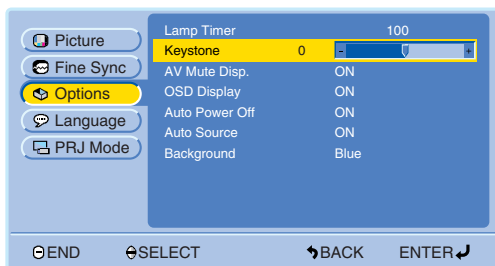 Picture
Fine Sync
Options
Language
PRJ Mode
Lamp Timer 100
Keystone 0 - +
AV Mute Disp. ON
OSD Display ON
Auto Power Off ON
Auto Source ON
Background Blue
END SELECT BACK ENTER